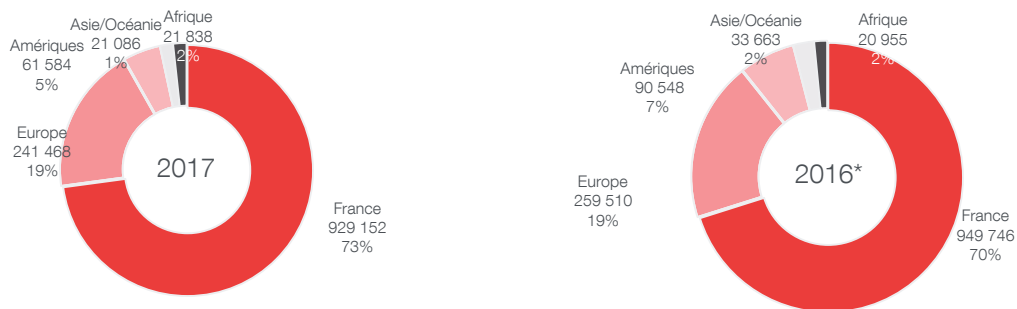 Afrique
21 838
2%
Asie/Océanie
21 086
1%
Amériques
61 584
5%
Europe
241 468
19%
2017
France
929 152
73%
Afrique
20 955
2%
Asie/Océanie
33 663
2%
Amériques
90 548
7%
Europe
259 510
19%
2016*
France
949 746
70%